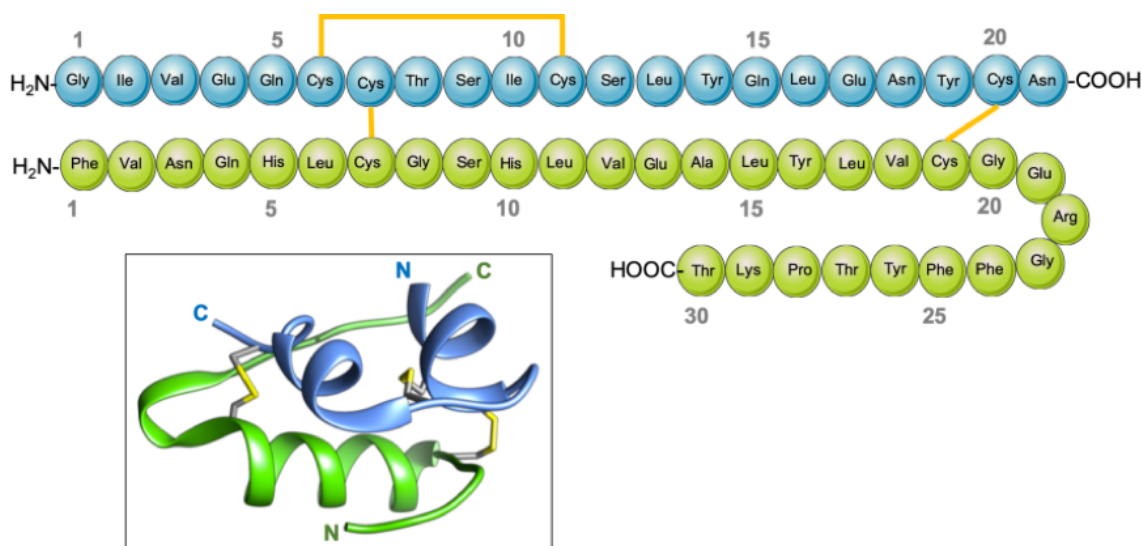 1 5 10 15 20
H₂N- Gly Ile Val Glu Gln Cys Cys Thr Ser Ile Cys Ser Leu Tyr Gln Leu Glu Asn Tyr Cys Asn -COOH
H₂N- Phe Val Asn Gln His Leu Cys Gly Ser His Leu Val Glu Ala Leu Tyr Leu Val Cys Gly Glu
1 5 10 15 20
Arg
HOOC- Thr Lys Pro Thr Tyr Phe Phe Gly
30 25
N C
C
N